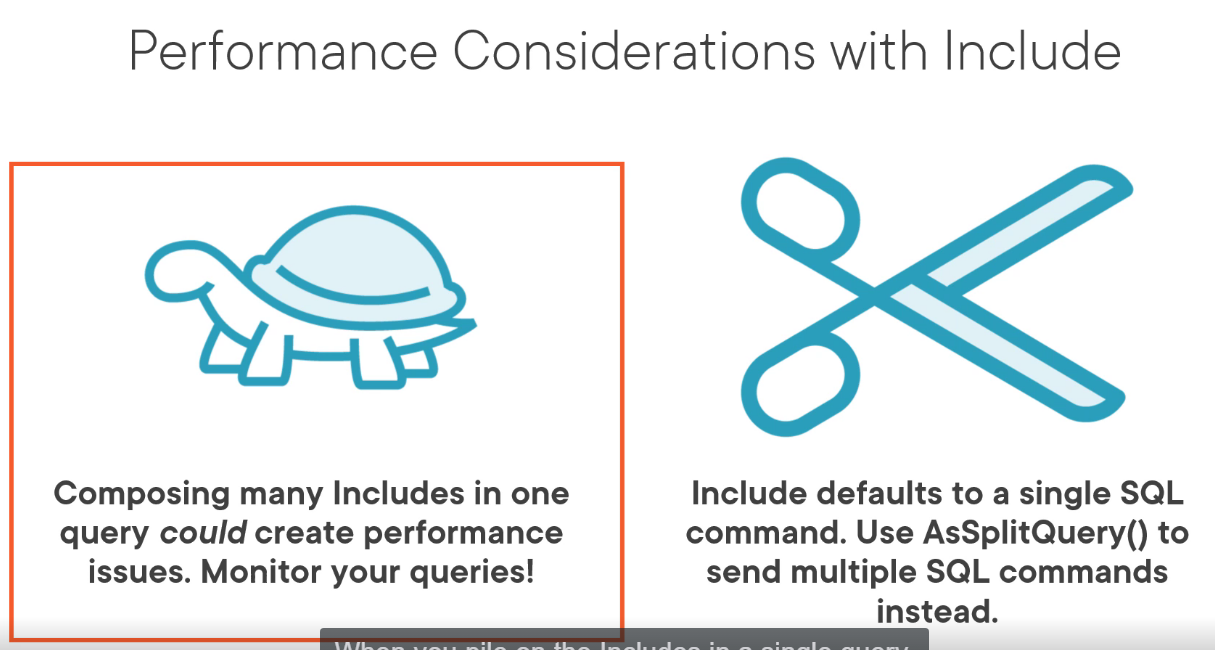 Performance Considerations with Include
Composing many Includes in one
query could create performance
issues. Monitor your queries!
Include defaults to a single SQL
command. Use AsSplitQuery() to
send multiple SQL commands
instead.
When you pile on the Includes in a single query